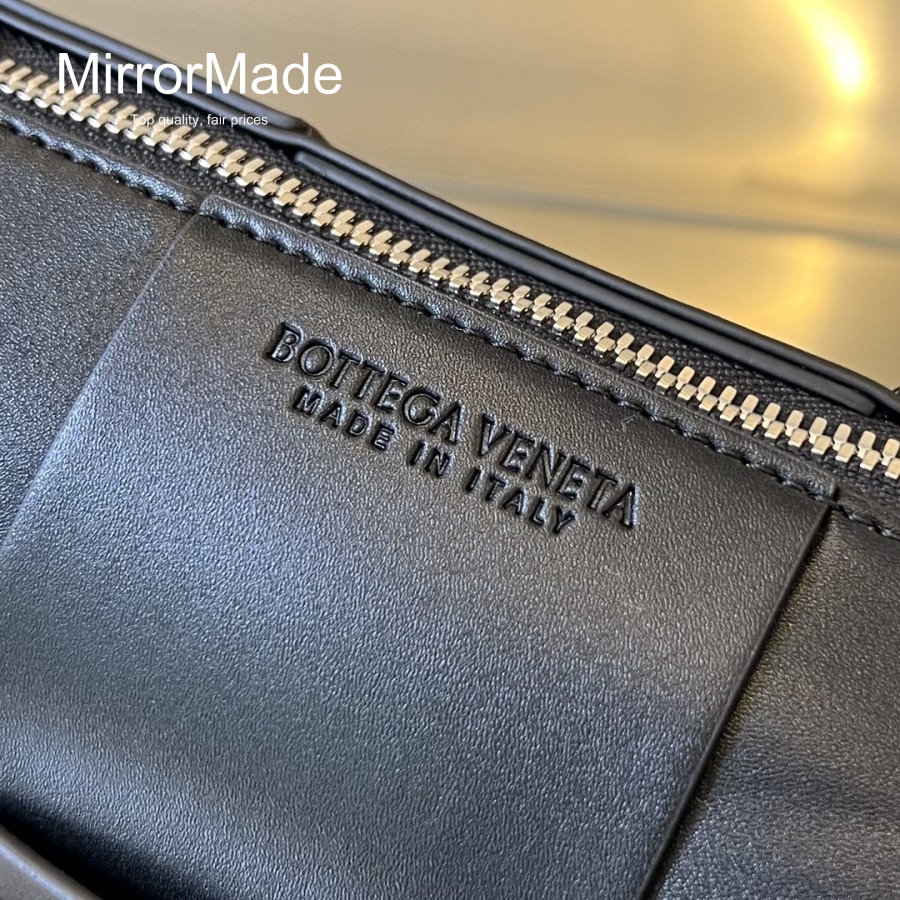 MirrorMade
Top quality, fair prices
BOTTEGA VENETA
MADE IN ITALY